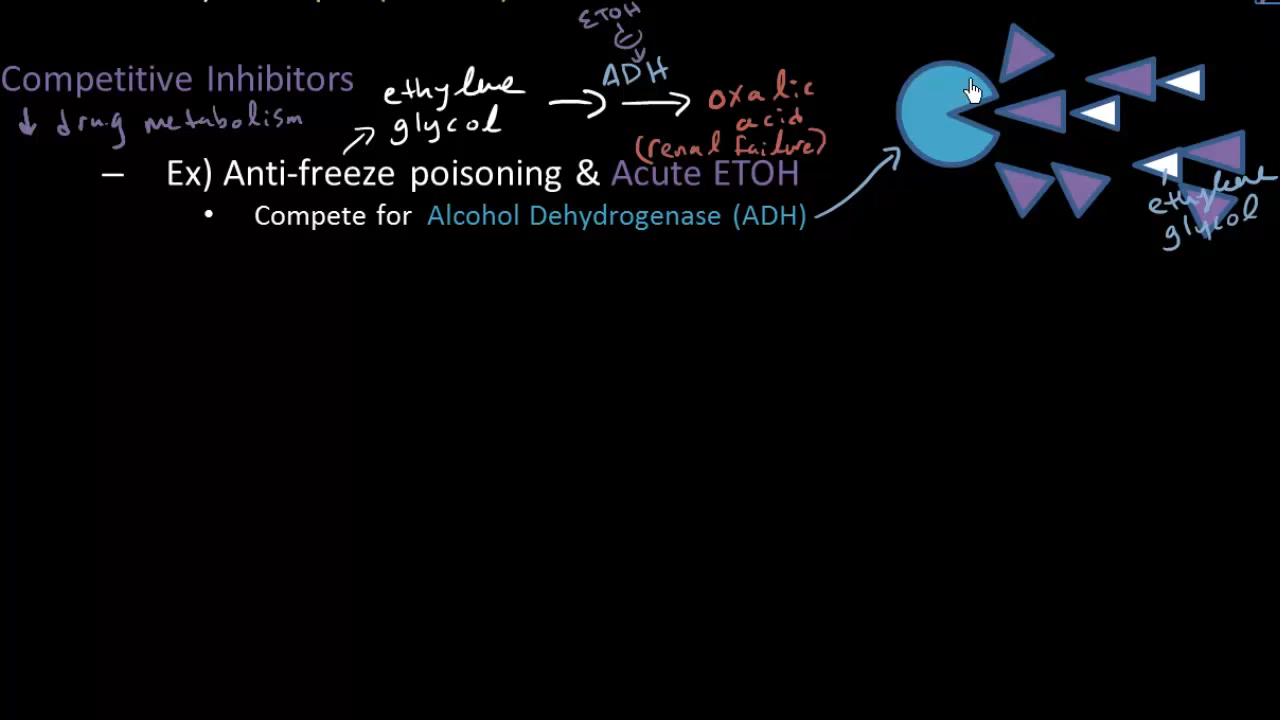 ETOH
Competitive Inhibitors
↓ drug metabolism
ethylene
glycol
ADH
oxalic
acid
(renal failure)
– Ex) Anti-freeze poisoning & Acute ETOH
• Compete for Alcohol Dehydrogenase (ADH)
ethylene
glycol